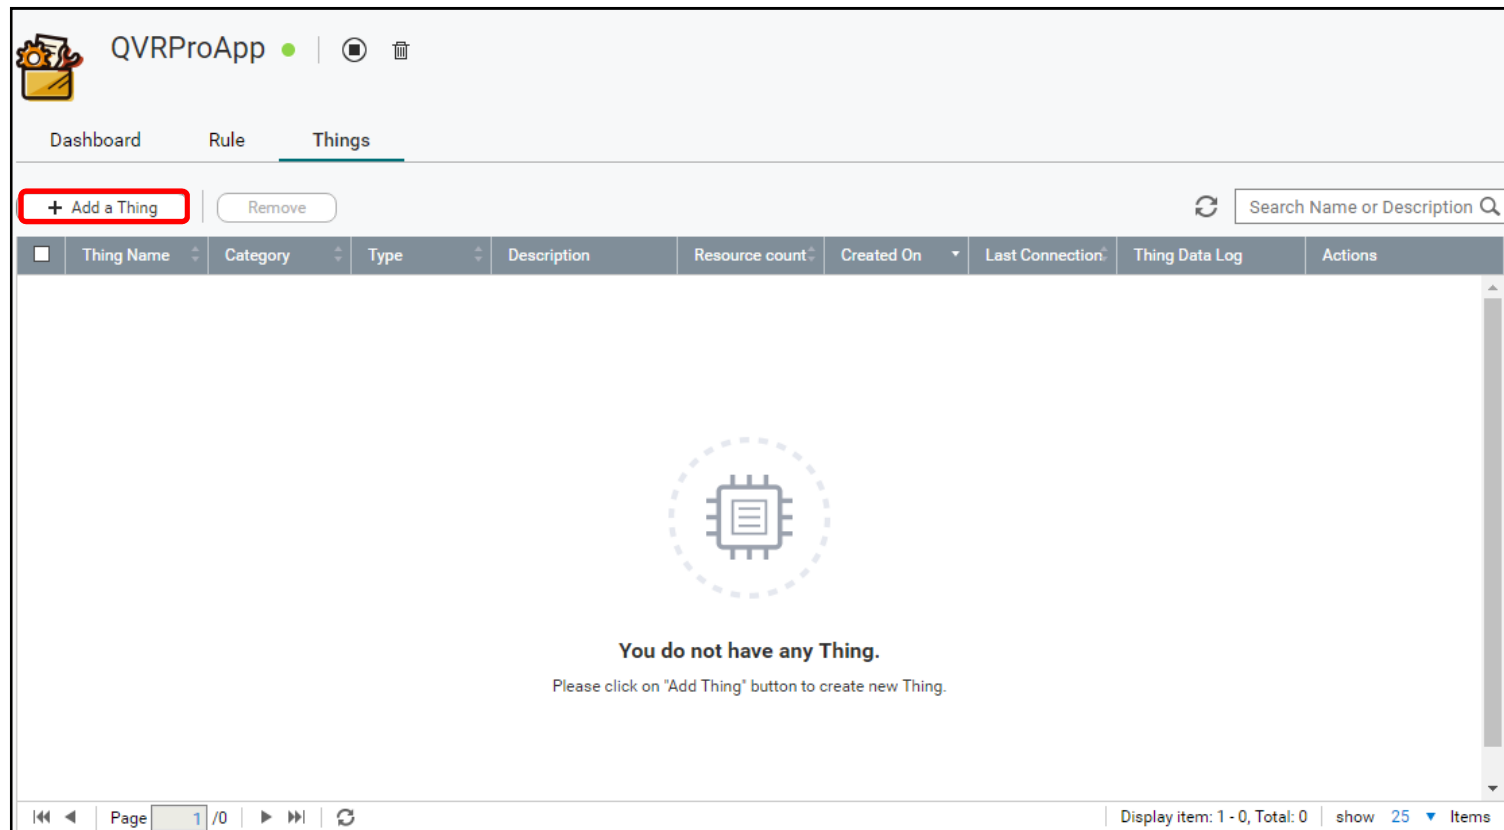 QVRProApp
Dashboard Rule Things
+ Add a Thing Remove Search Name or Description
Thing Name Category Type Description Resource count Created On Last Connection Thing Data Log Actions
You do not have any Thing.
Please click on "Add Thing" button to create new Thing.
Page 1 /0 Display item: 1 - 0, Total: 0 show 25 Items